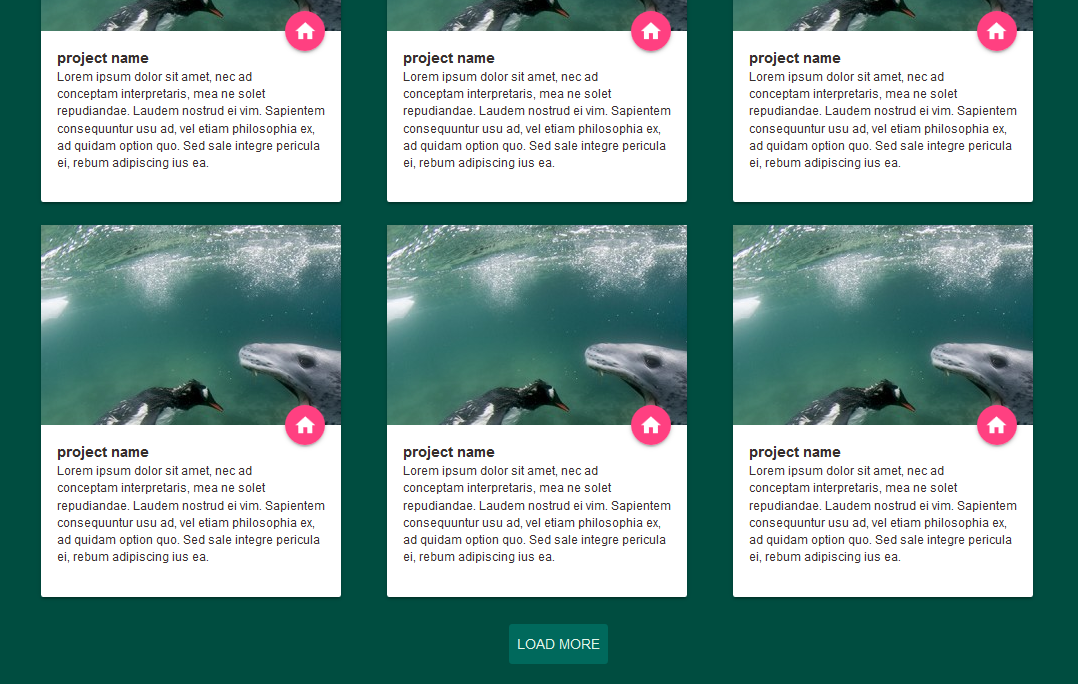 project name
Lorem ipsum dolor sit amet, nec ad
conceptam interpretaris, mea ne solet
repudiandae. Laudem nostrud ei vim. Sapientem
consequuntur usu ad, vel etiam philosophia ex,
ad quidam option quo. Sed sale integre pericula
ei, rebum adipiscing ius ea.
project name
Lorem ipsum dolor sit amet, nec ad
conceptam interpretaris, mea ne solet
repudiandae. Laudem nostrud ei vim. Sapientem
consequuntur usu ad, vel etiam philosophia ex,
ad quidam option quo. Sed sale integre pericula
ei, rebum adipiscing ius ea.
project name
Lorem ipsum dolor sit amet, nec ad
conceptam interpretaris, mea ne solet
repudiandae. Laudem nostrud ei vim. Sapientem
consequuntur usu ad, vel etiam philosophia ex,
ad quidam option quo. Sed sale integre pericula
ei, rebum adipiscing ius ea.
project name
Lorem ipsum dolor sit amet, nec ad
conceptam interpretaris, mea ne solet
repudiandae. Laudem nostrud ei vim. Sapientem
consequuntur usu ad, vel etiam philosophia ex,
ad quidam option quo. Sed sale integre pericula
ei, rebum adipiscing ius ea.
project name
Lorem ipsum dolor sit amet, nec ad
conceptam interpretaris, mea ne solet
repudiandae. Laudem nostrud ei vim. Sapientem
consequuntur usu ad, vel etiam philosophia ex,
ad quidam option quo. Sed sale integre pericula
ei, rebum adipiscing ius ea.
project name
Lorem ipsum dolor sit amet, nec ad
conceptam interpretaris, mea ne solet
repudiandae. Laudem nostrud ei vim. Sapientem
consequuntur usu ad, vel etiam philosophia ex,
ad quidam option quo. Sed sale integre pericula
ei, rebum adipiscing ius ea.
LOAD MORE